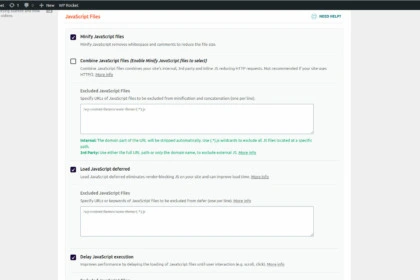 WP Rocket
JavaScript Files
NEED HELP?
Minify JavaScript files
Minify JavaScript removes whitespace and comments to reduce the file size.
Combine JavaScript files (Enable Minify JavaScript files to select)
Combine JavaScript files combines your site's internal, 3rd party and inline JS reducing HTTP requests. Not recommended if your site uses
HTTP/2. More info
Excluded JavaScript Files
Specify URLs of JavaScript files to be excluded from minification and concatenation (one per line).
Internal: The domain part of the URL will be stripped automatically. Use (.*).js wildcards to exclude all JS files located at a specific
path.
3rd Party: Use either the full URL path or only the domain name, to exclude external JS. More info
Load JavaScript deferred
Load JavaScript deferred eliminates render-blocking JS on your site and can improve load time. More info
Excluded JavaScript Files
Specify URLs or keywords of JavaScript files to be excluded from defer (one per line). More info
Delay JavaScript execution
Improves performance by delaying the loading of JavaScript files until user interaction (e.g. scroll, click). More info